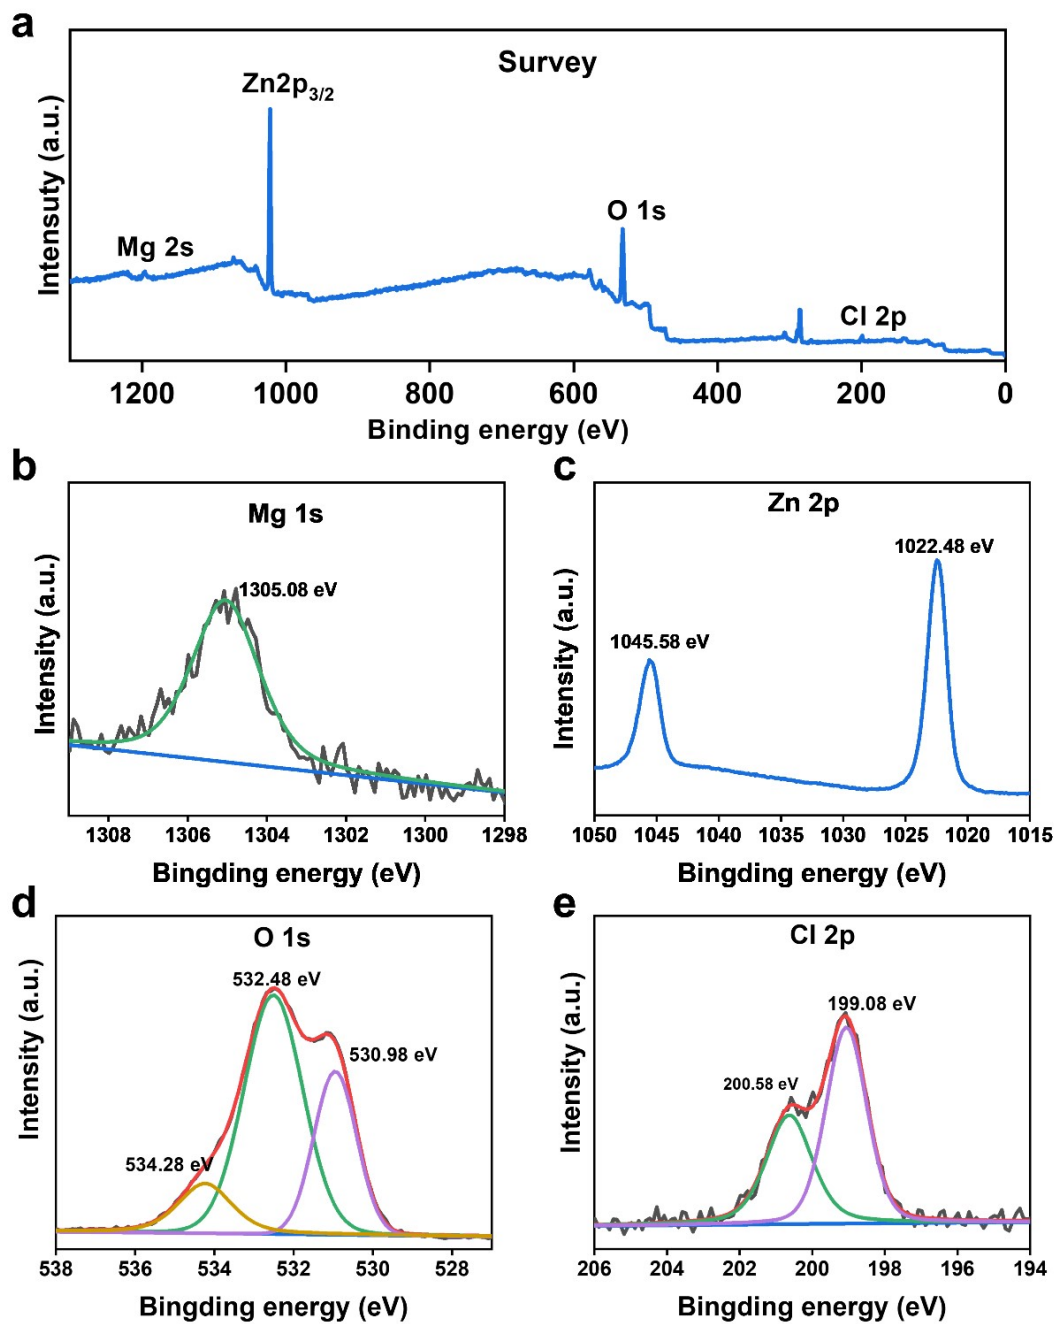 a
Survey
Zn2p3/2
O 1s
Mg 2s
Cl 2p
Intensuty (a.u.)
1200 1000 800 600 400 200 0
Binding energy (eV)
b
Mg 1s
1305.08 eV
Intensity (a.u.)
1308 1306 1304 1302 1300 1298
Bingding energy (eV)
c
Zn 2p
1022.48 eV
1045.58 eV
Intensity (a.u.)
1050 1045 1040 1035 1030 1025 1020 1015
Bingding energy (eV)
d
O 1s
532.48 eV
530.98 eV
534.28 eV
Intensity (a.u.)
538 536 534 532 530 528
Bingding energy (eV)
e
Cl 2p
199.08 eV
200.58 eV
Intensity (a.u.)
206 204 202 200 198 196 194
Bingding energy (eV)